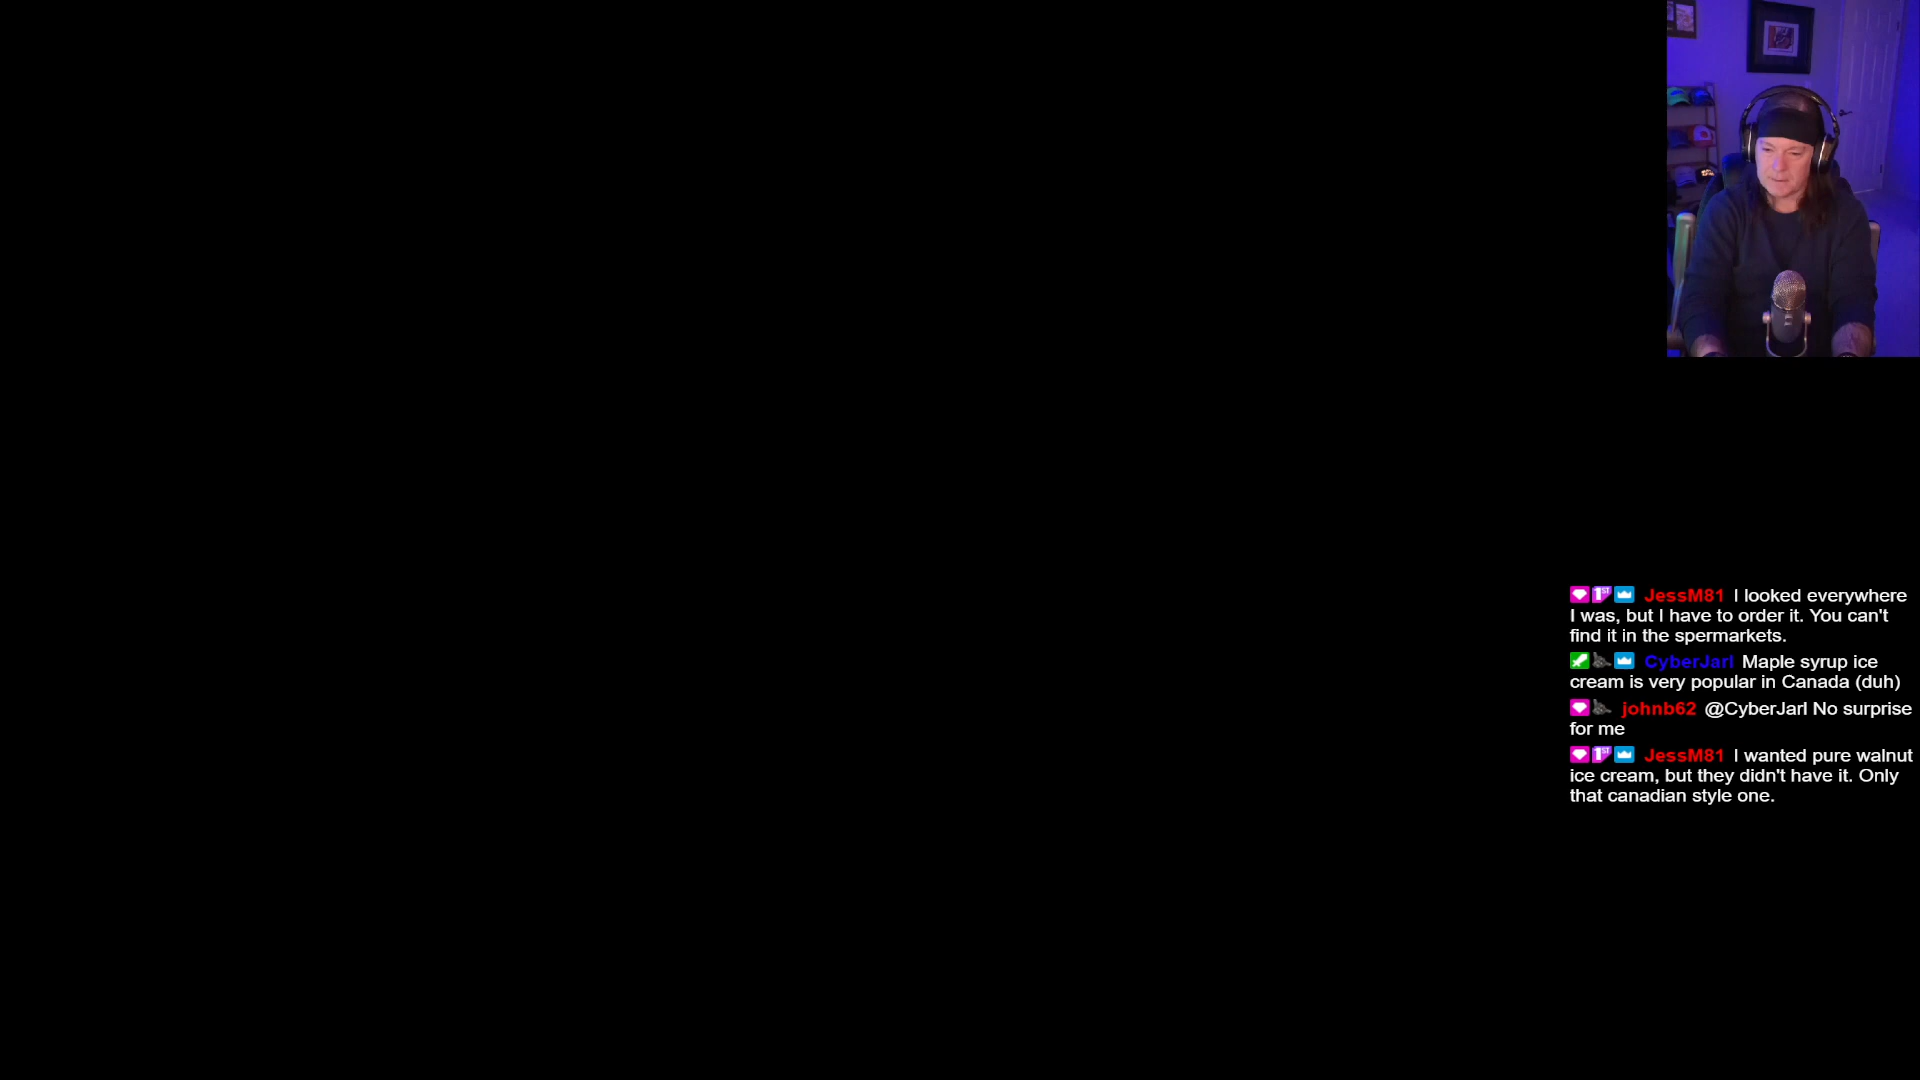 JessM81 I looked everywhere
I was, but I have to order it. You can't
find it in the spermarkets.
CyberJarl Maple syrup ice
cream is very popular in Canada (duh)
johnb62 @CyberJarl No surprise
for me
JessM81 I wanted pure walnut
ice cream, but they didn't have it. Only
that canadian style one.